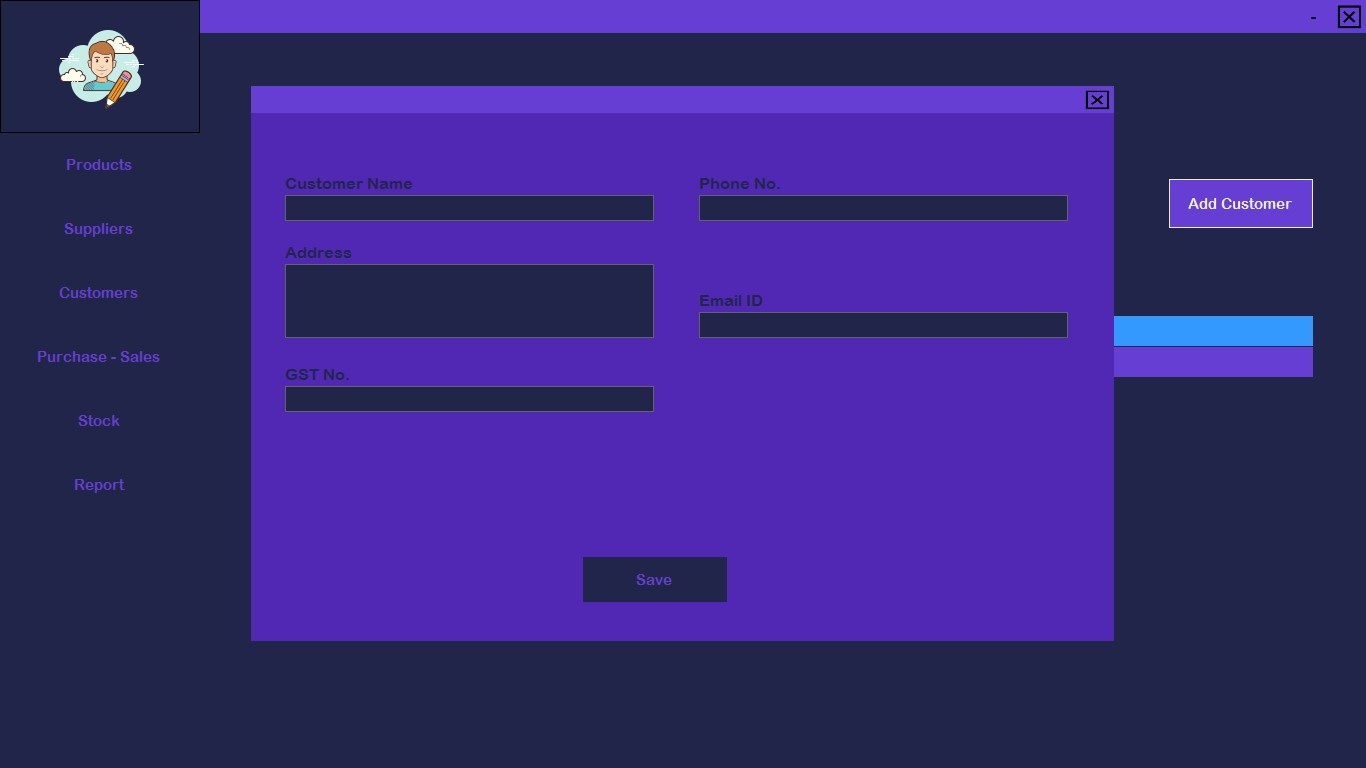 -
Products
Suppliers
Customers
Purchase - Sales
Stock
Report
Customer Name
Phone No.
Address
Email ID
GST No.
Save
Add Customer